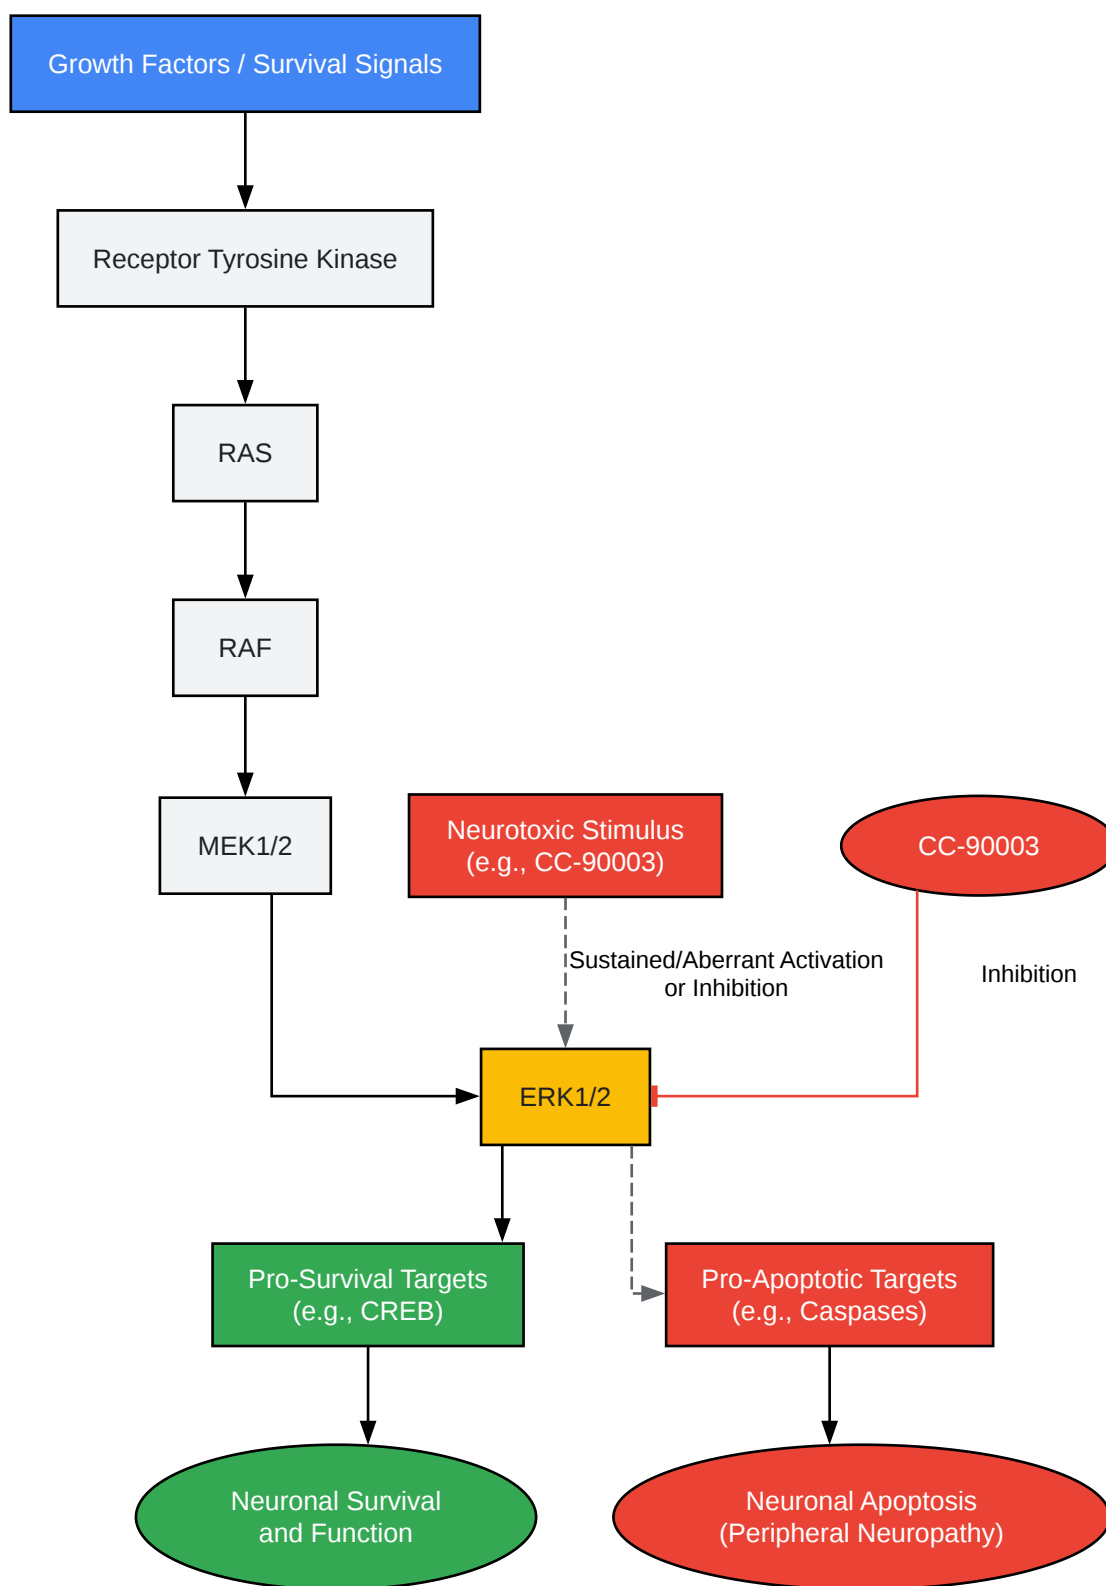 Growth Factors / Survival Signals
Receptor Tyrosine Kinase
RAS
RAF
MEK1/2
Neurotoxic Stimulus
(e.g., CC-90003)
CC-90003
Sustained/Aberrant Activation
or Inhibition
Inhibition
ERK1/2
Pro-Survival Targets
(e.g., CREB)
Pro-Apoptotic Targets
(e.g., Caspases)
Neuronal Survival
and Function
Neuronal Apoptosis
(Peripheral Neuropathy)